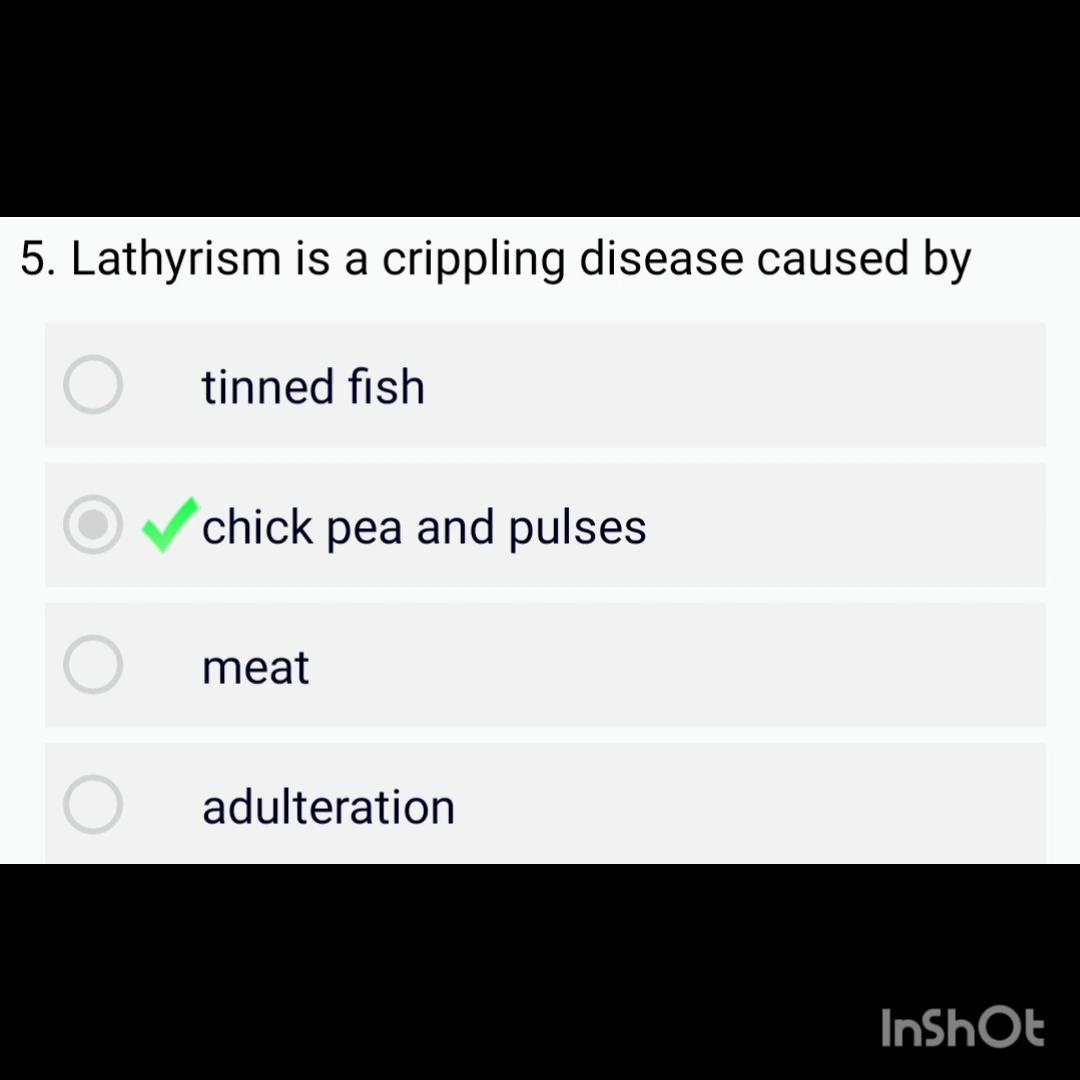 5. Lathyrism is a crippling disease caused by
tinned fish
chick pea and pulses
meat
adulteration
InShOt